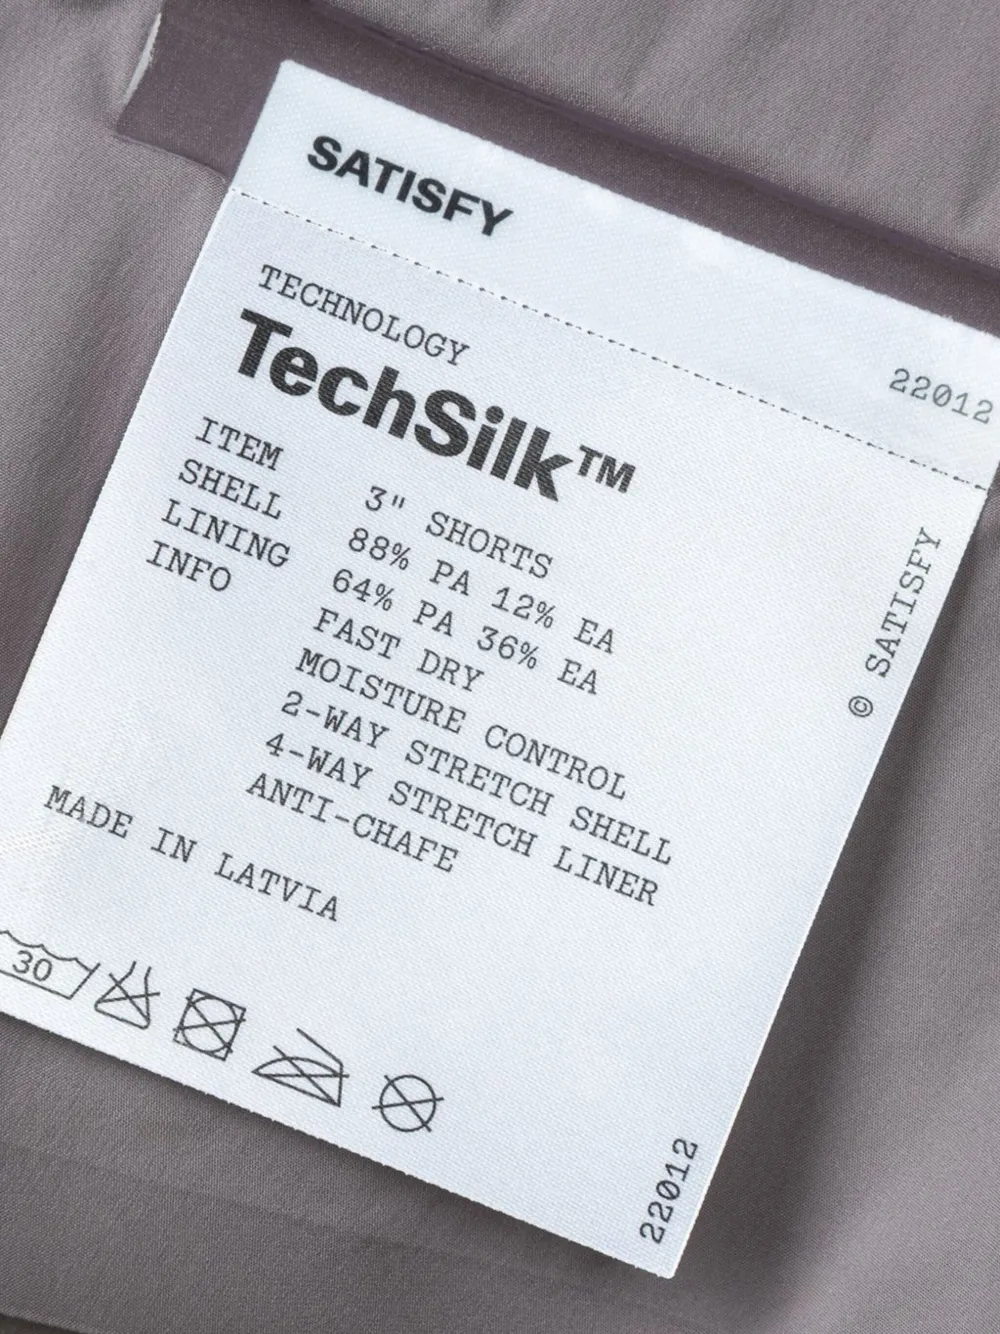 SATISFY
22012
TECHNOLOGY
TechSilk™
ITEM 3" SHORTS
SHELL 88% PA 12% EA
LINING 64% PA 36% EA
INFO FAST DRY
MOISTURE CONTROL
2-WAY STRETCH SHELL
4-WAY STRETCH LINER
ANTI-CHAFE
MADE IN LATVIA
30
© SATISFY
22012